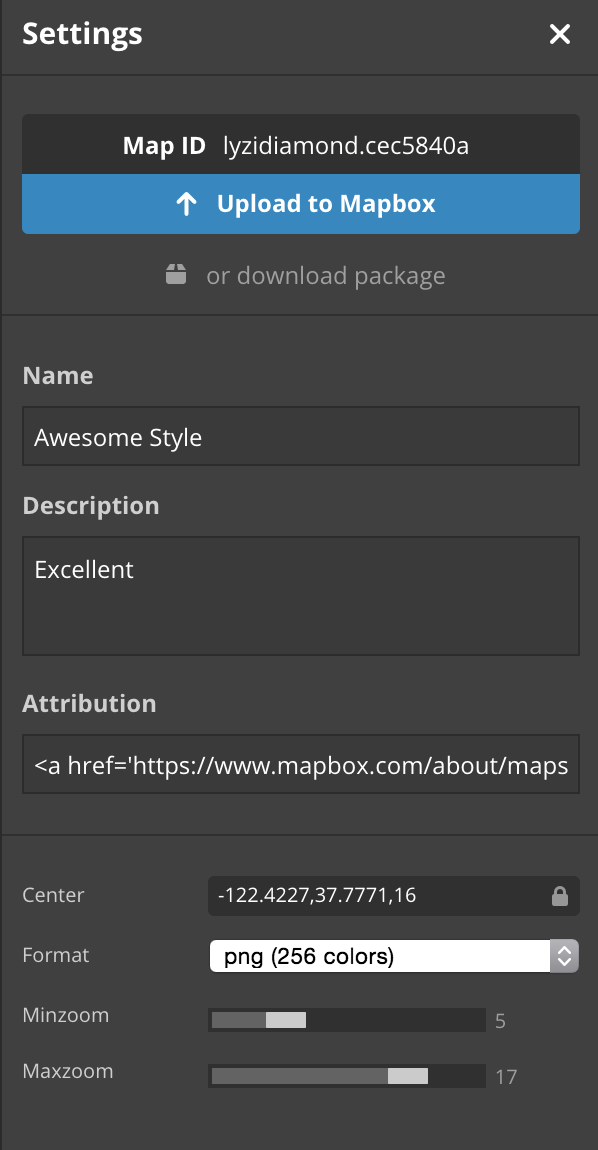 Settings
Map ID lyzidiamond.cec5840a
Upload to Mapbox
or download package
Name
Awesome Style
Description
Excellent
Attribution
<a href='https://www.mapbox.com/about/maps
Center -122.4227,37.7771,16
Format png (256 colors)
Minzoom 5
Maxzoom 17